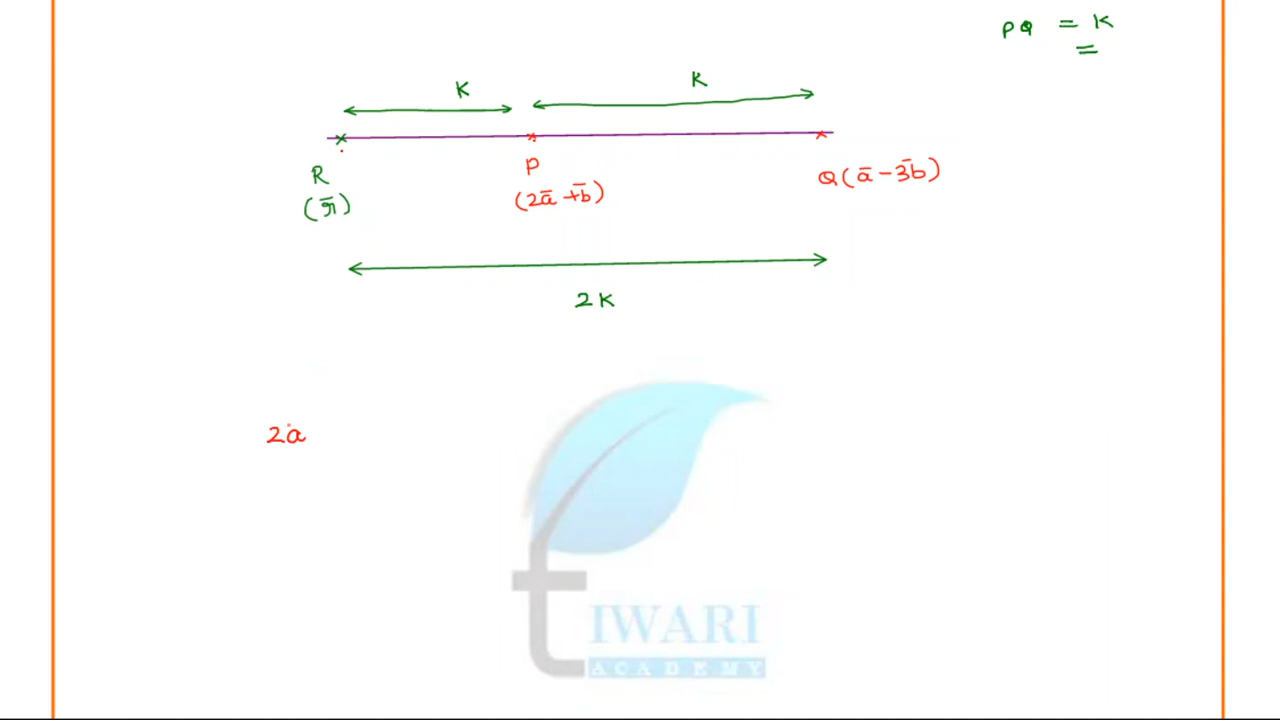 PQ = K
=
K K
R P Q(ā − 3b̄)
(r̄) (2ā + b̄)
2K
2a
tIWARI
ACADEMY